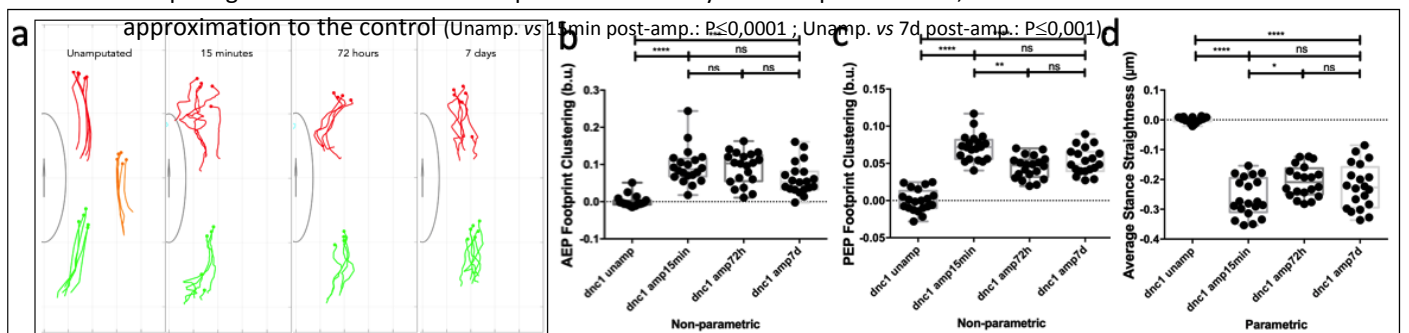 approximation to the control (Unamp. vs 15min post-amp.: P≤0,0001 ; Unamp. vs 7d post-amp.: P≤0,001)
a
Unamputated
15 minutes
72 hours
7 days
b
****
ns
ns
ns
AEP Footprint Clustering (b.u.)
0.3
0.2
0.1
0.0
-0.1
dnc1 unamp
dnc1 amp15min
dnc1 amp72h
dnc1 amp7d
Non-parametric
c
****
ns
**
ns
PEP Footprint Clustering (b.u.)
0.15
0.10
0.05
0.00
-0.05
dnc1 unamp
dnc1 amp15min
dnc1 amp72h
dnc1 amp7d
Non-parametric
d
****
****
ns
*
ns
Average Stance Straightness (µm)
0.1
0.0
-0.1
-0.2
-0.3
-0.4
dnc1 unamp
dnc1 amp15min
dnc1 amp72h
dnc1 amp7d
Parametric